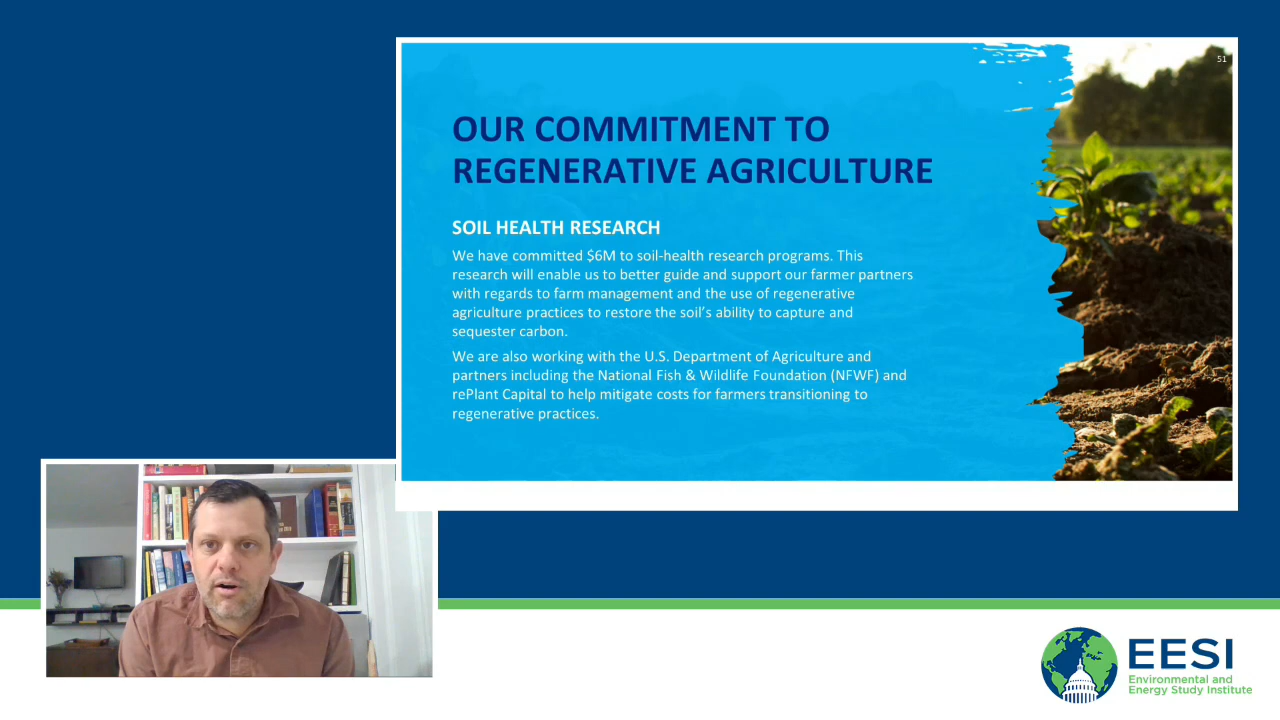 51
OUR COMMITMENT TO
REGENERATIVE AGRICULTURE
SOIL HEALTH RESEARCH
We have committed $6M to soil-health research programs. This
research will enable us to better guide and support our farmer partners
with regards to farm management and the use of regenerative
agriculture practices to restore the soil's ability to capture and
sequester carbon.
We are also working with the U.S. Department of Agriculture and
partners including the National Fish & Wildlife Foundation (NFWF) and
rePlant Capital to help mitigate costs for farmers transitioning to
regenerative practices.
EESI
Environmental and
Energy Study Institute